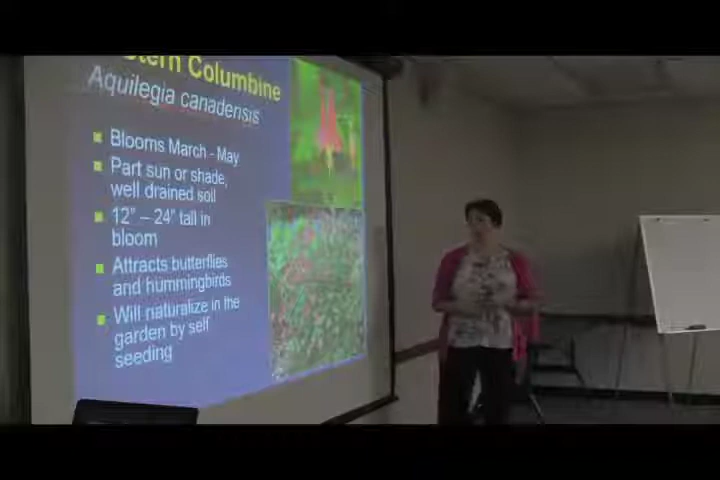 stern Columbine
Aquilegia canadensis
Blooms March - May
Part sun or shade,
well drained soil
12” – 24” tall in
bloom
Attracts butterflies
and hummingbirds
Will naturalize in the
garden by self
seeding